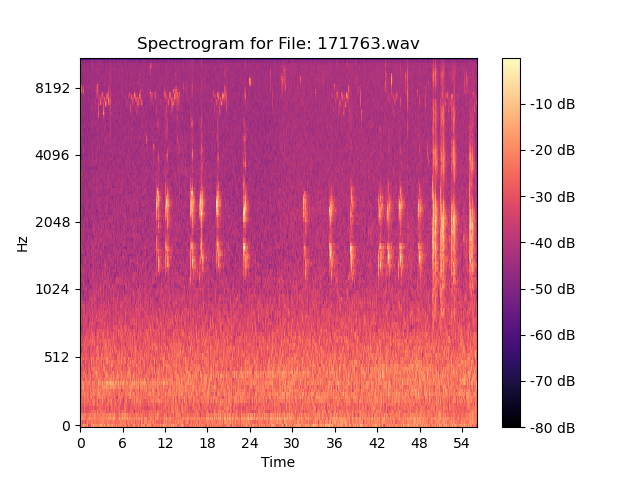 Spectrogram for File: 171763.wav
8192
4096
2048
1024
512
0
Hz
0 6 12 18 24 30 36 42 48 54
Time
-10 dB
-20 dB
-30 dB
-40 dB
-50 dB
-60 dB
-70 dB
-80 dB